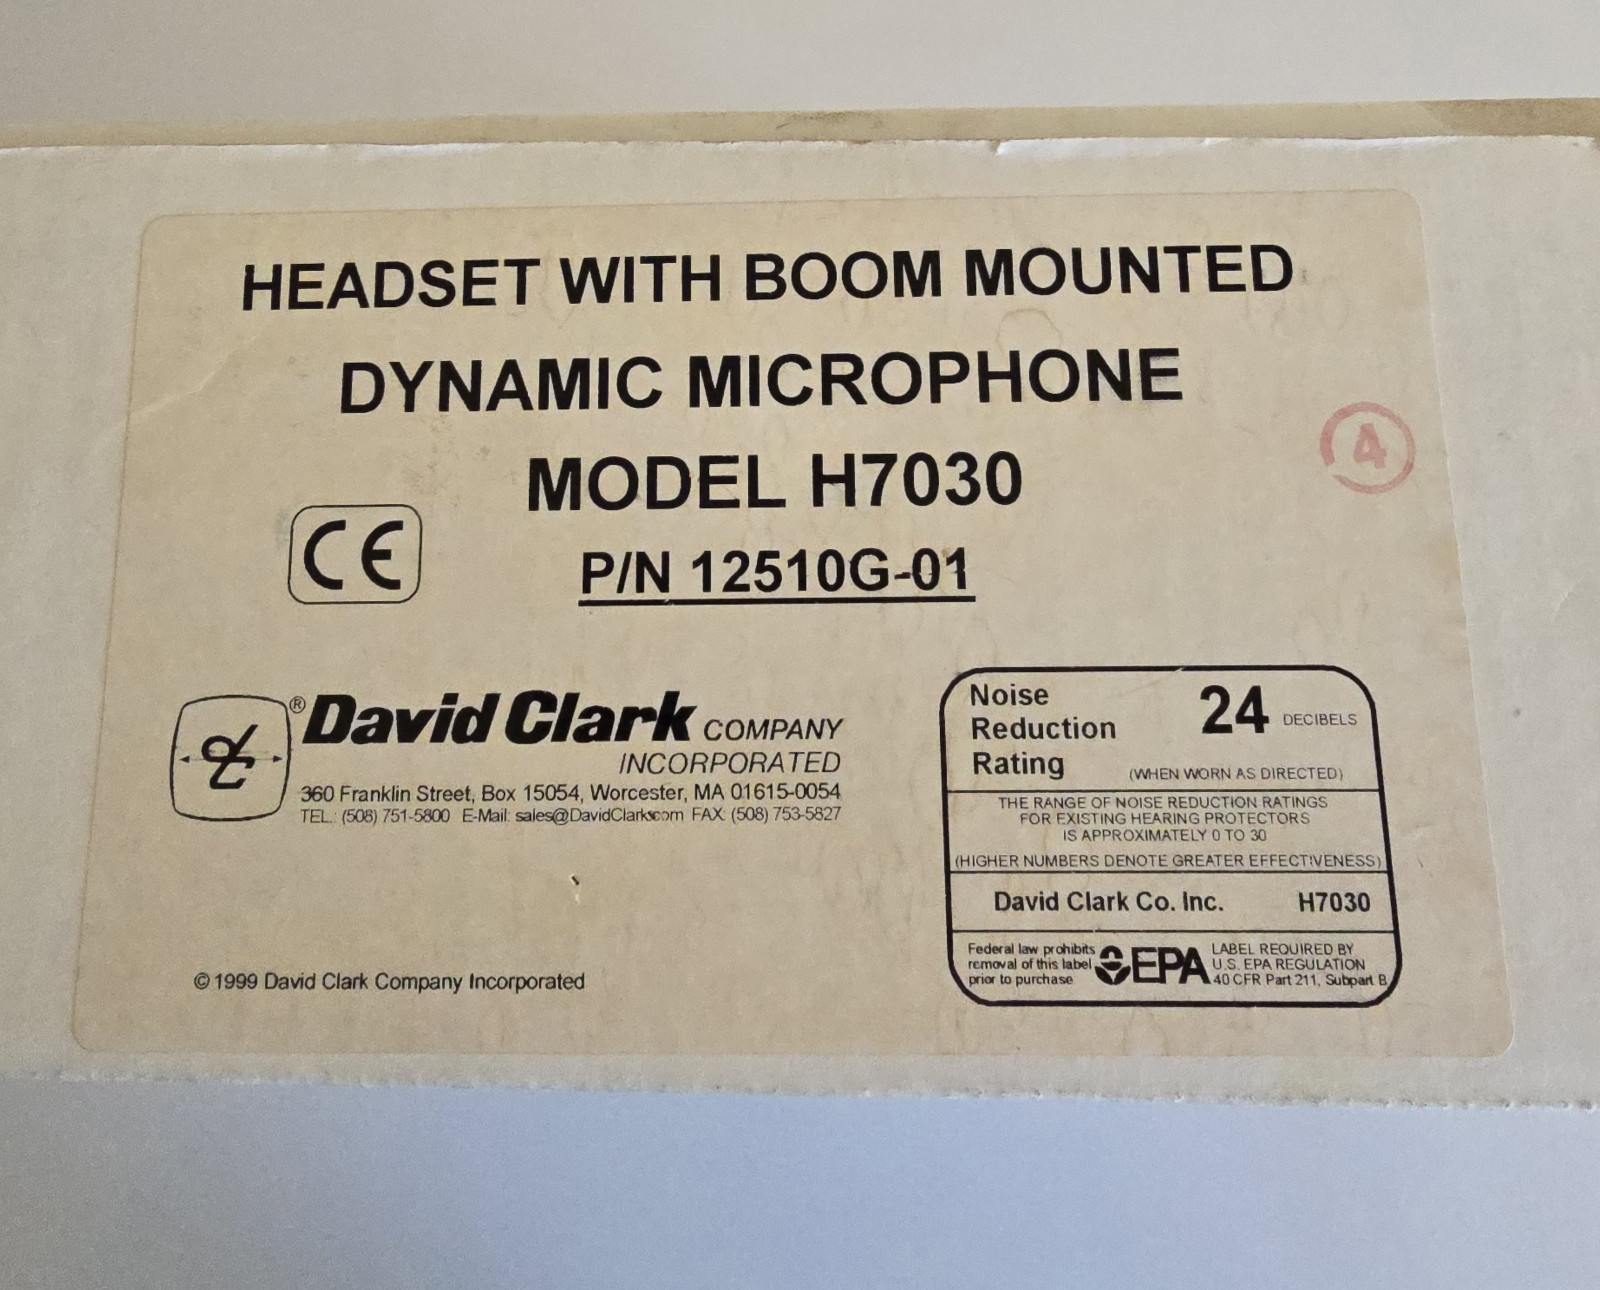 HEADSET WITH BOOM MOUNTED
DYNAMIC MICROPHONE
MODEL H7030
P/N 12510G-01
CE
4
® David Clark COMPANY
INCORPORATED
360 Franklin Street, Box 15054, Worcester, MA 01615-0054
TEL.: (508) 751-5800 E-Mail: sales@DavidClark.com FAX: (508) 753-5827
© 1999 David Clark Company Incorporated
Noise
Reduction
Rating
24 DECIBELS
(WHEN WORN AS DIRECTED)
THE RANGE OF NOISE REDUCTION RATINGS
FOR EXISTING HEARING PROTECTORS
IS APPROXIMATELY 0 TO 30
(HIGHER NUMBERS DENOTE GREATER EFFECTIVENESS)
David Clark Co. Inc. H7030
Federal law prohibits
removal of this label
prior to purchase
EPA
LABEL REQUIRED BY
U.S. EPA REGULATION
40 CFR Part 211, Subpart B